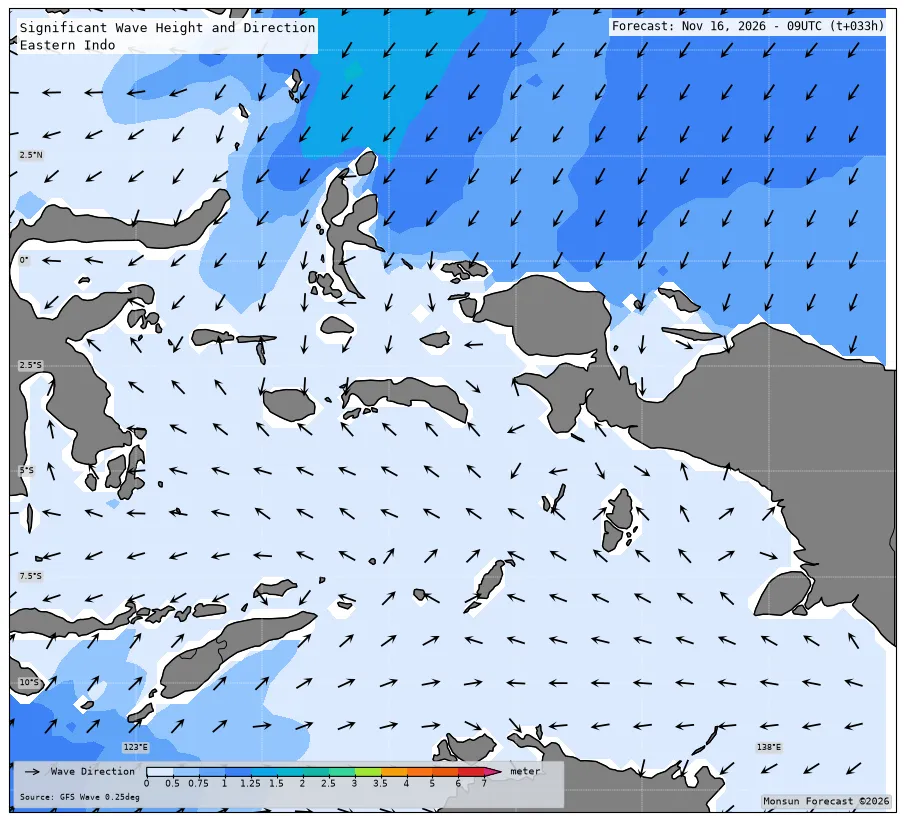 Significant Wave Height and Direction
Eastern Indo
Forecast: Nov 16, 2026 - 09UTC (t+033h)
2.5°N
0°
2.5°S
5°S
7.5°S
10°S
123°E
138°E
Wave Direction
0 0.5 0.75 1 1.25 1.5 2 2.5 3 3.5 4 5 6 7
meter
Source: GFS Wave 0.25deg
Monsun Forecast ©2026